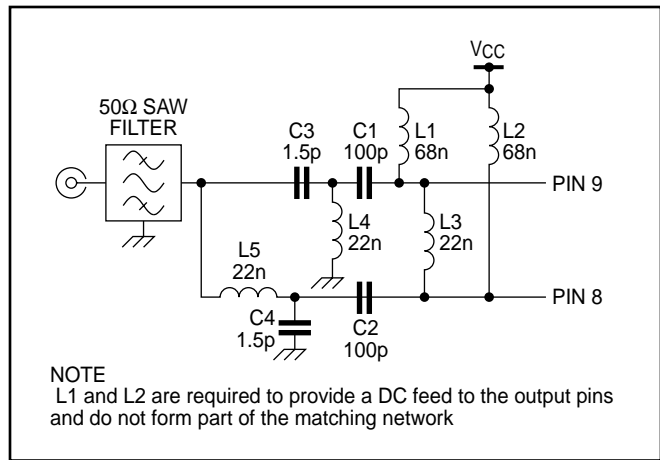 VCC
50Ω SAW
FILTER
C3
1.5p
C1
100p
L1
68n
L2
68n
PIN 9
L4
22n
L3
22n
L5
22n
PIN 8
C4
1.5p
C2
100p
NOTE
L1 and L2 are required to provide a DC feed to the output pins
and do not form part of the matching network